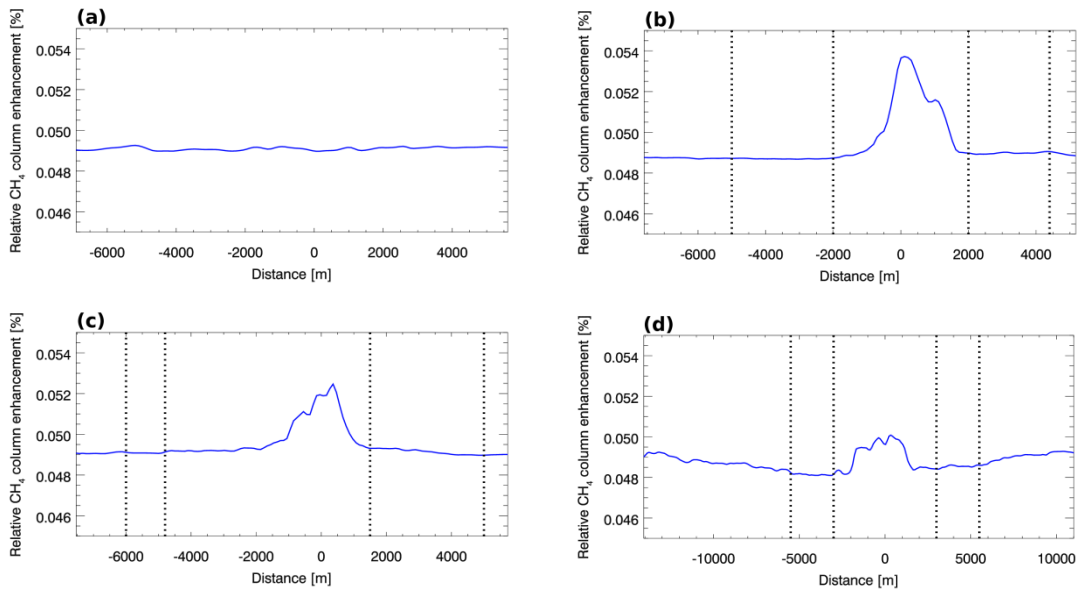 (a)
Relative CH₄ column enhancement [%]
0.054
0.052
0.050
0.048
0.046
-6000 -4000 -2000 0 2000 4000
Distance [m]
(b)
Relative CH₄ column enhancement [%]
0.054
0.052
0.050
0.048
0.046
-6000 -4000 -2000 0 2000 4000
Distance [m]
(c)
Relative CH₄ column enhancement [%]
0.054
0.052
0.050
0.048
0.046
-6000 -4000 -2000 0 2000 4000
Distance [m]
(d)
Relative CH₄ column enhancement [%]
0.054
0.052
0.050
0.048
0.046
-10000 -5000 0 5000 10000
Distance [m]